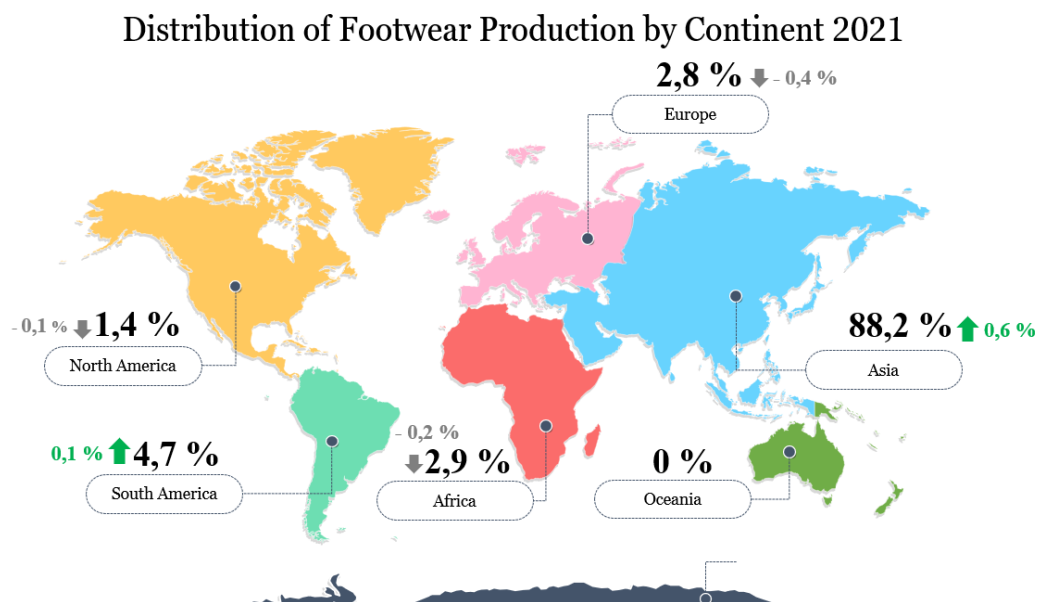 Distribution of Footwear Production by Continent 2021
2,8 % - 0,4 %
Europe
- 0,1 % 1,4 %
North America
88,2 % 0,6 %
Asia
0,1 % 4,7 %
South America
- 0,2 %
2,9 %
Africa
0 %
Oceania